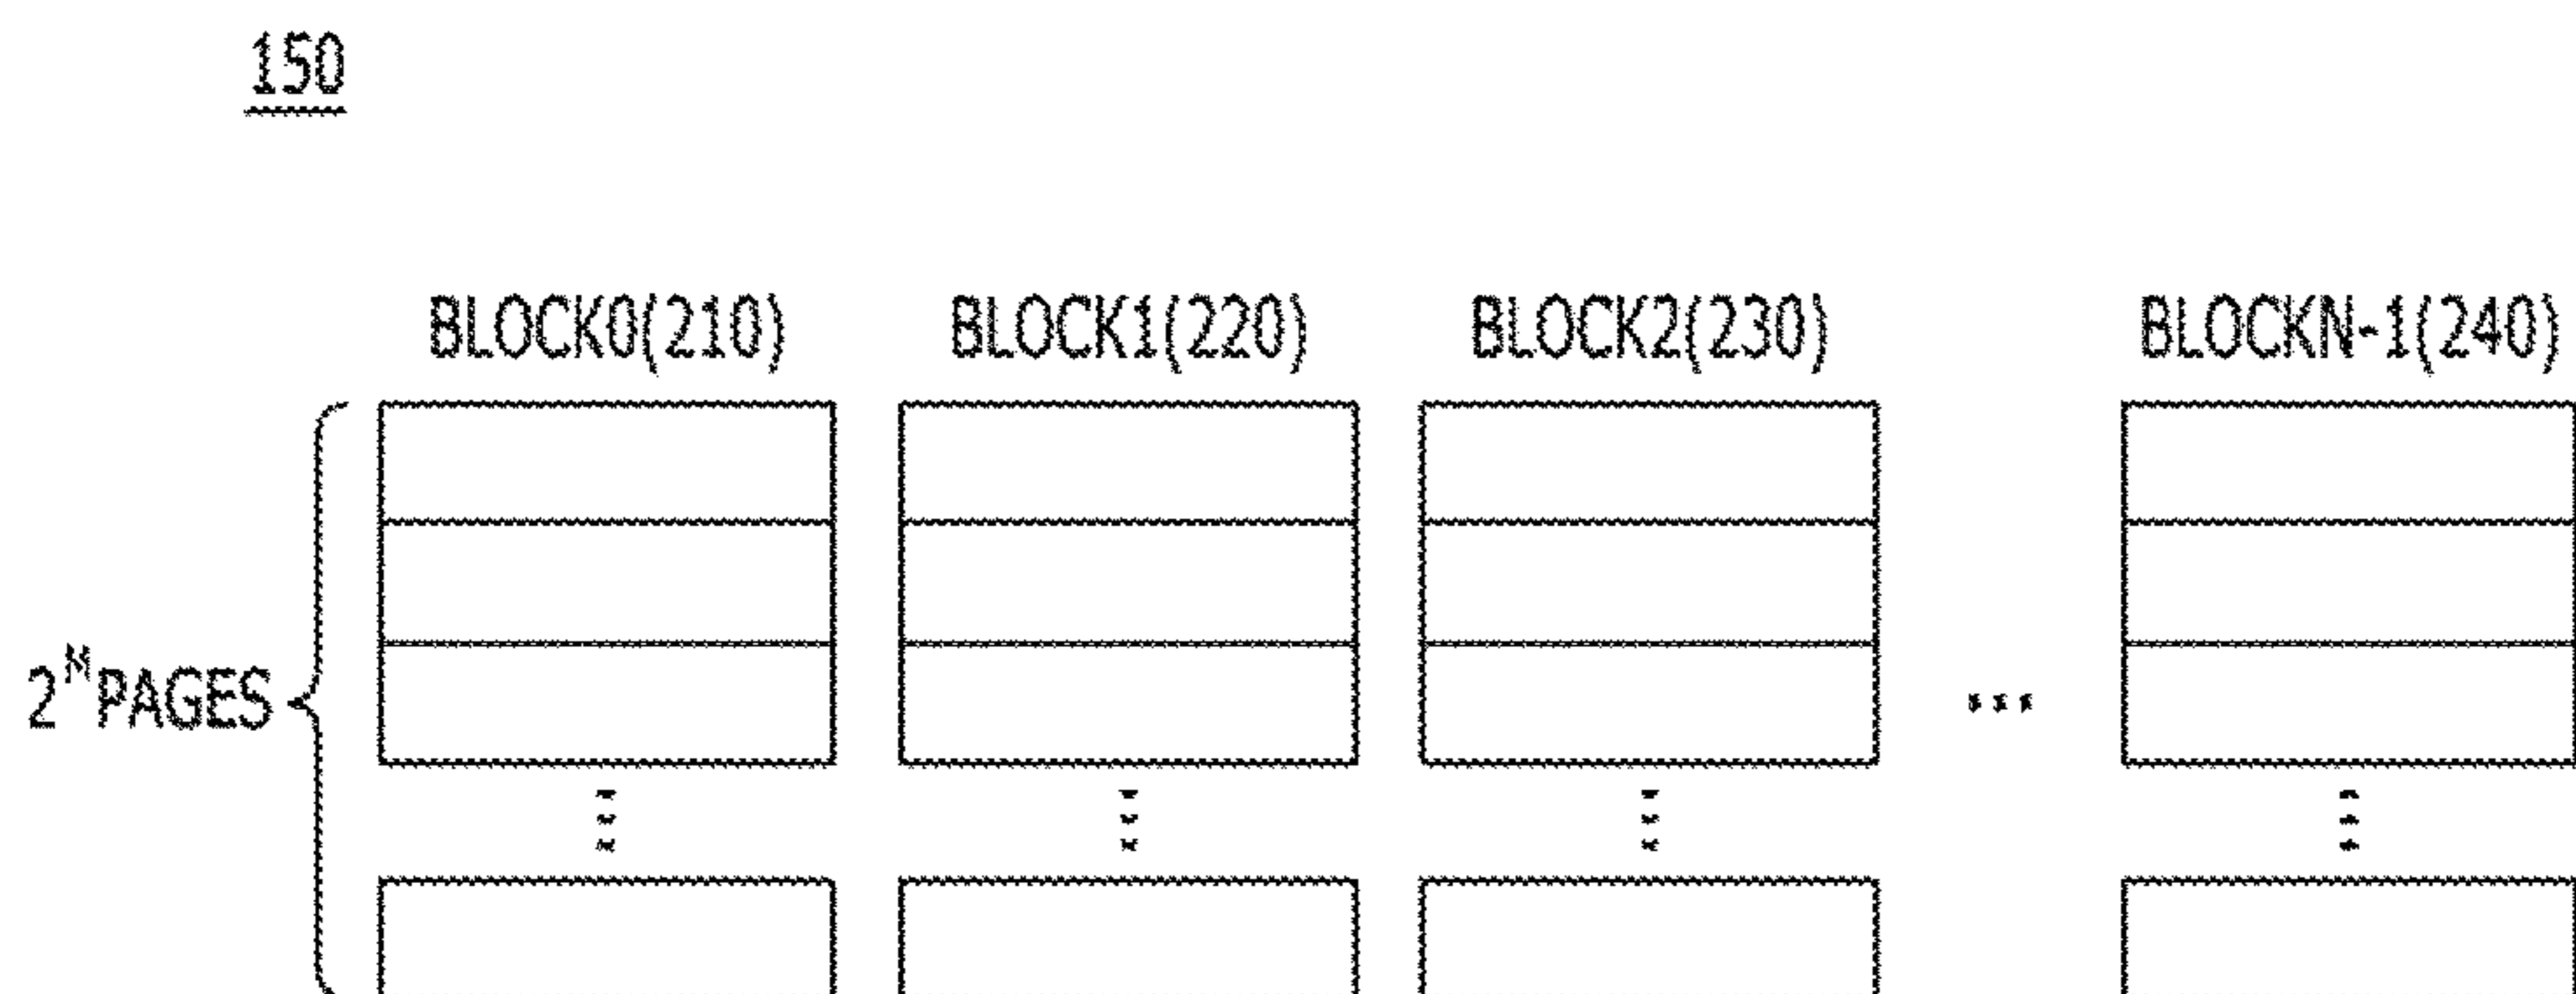 150
BLOCK0(210) BLOCK1(220) BLOCK2(230) BLOCKN-1(240)
2^M PAGES
...